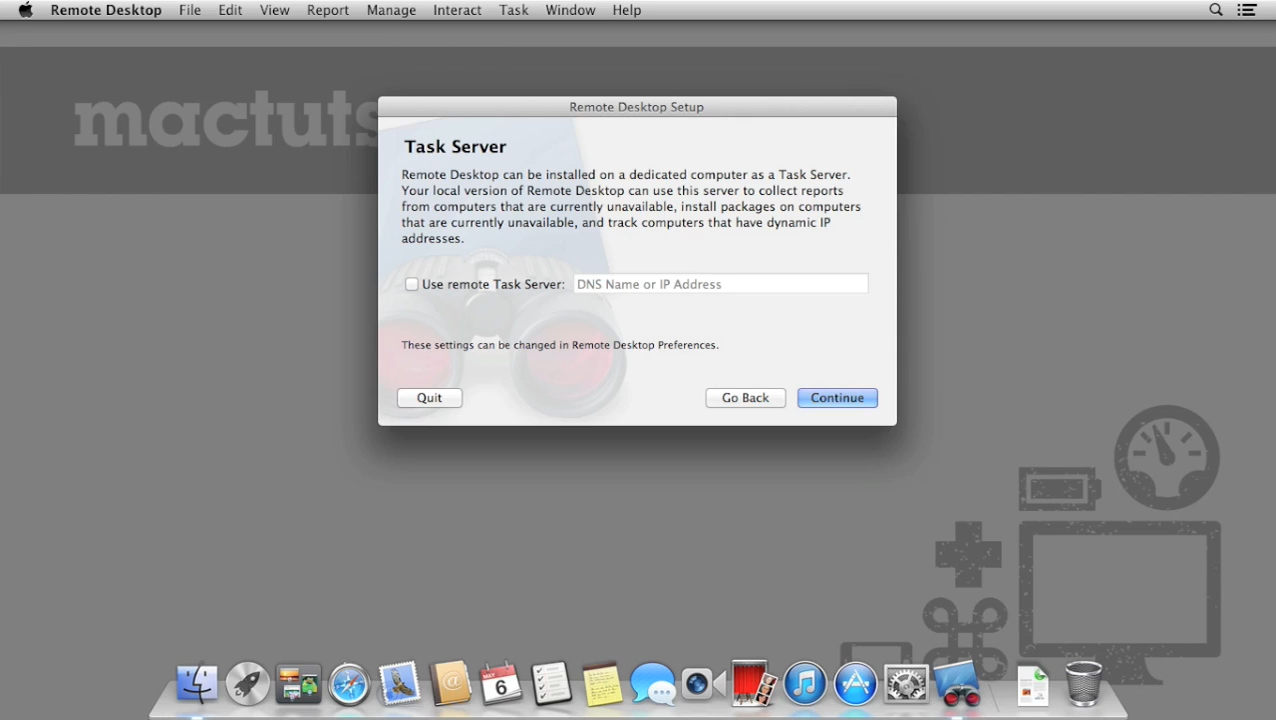 Remote Desktop File Edit View Report Manage Interact Task Window Help
mactuts
Remote Desktop Setup
Task Server
Remote Desktop can be installed on a dedicated computer as a Task Server.
Your local version of Remote Desktop can use this server to collect reports
from computers that are currently unavailable, install packages on computers
that are currently unavailable, and track computers that have dynamic IP
addresses.
Use remote Task Server: DNS Name or IP Address
These settings can be changed in Remote Desktop Preferences.
Quit Go Back Continue
MAY
6